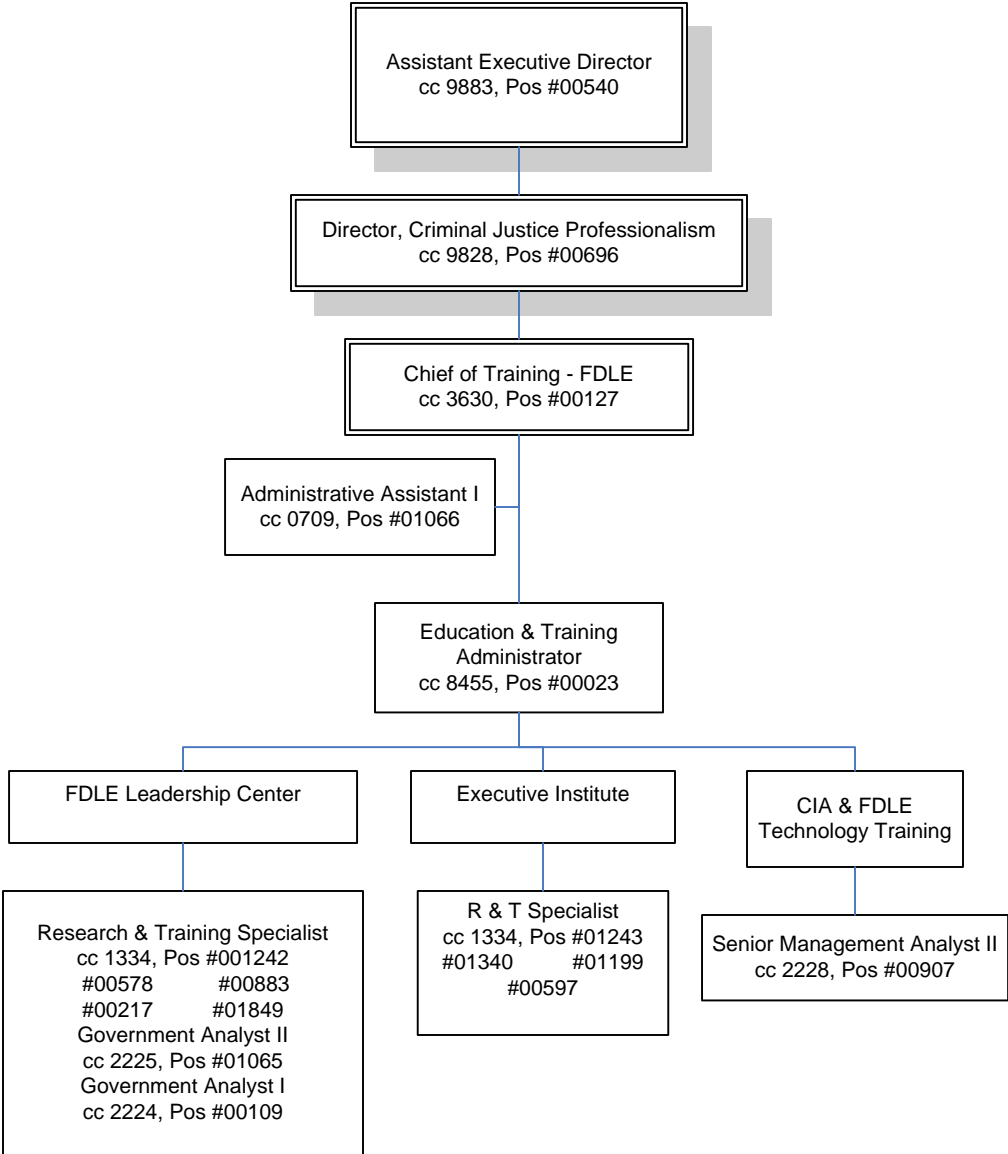 Assistant Executive Director
cc 9883, Pos #00540
Director, Criminal Justice Professionalism
cc 9828, Pos #00696
Chief of Training - FDLE
cc 3630, Pos #00127
Administrative Assistant I
cc 0709, Pos #01066
Education & Training
Administrator
cc 8455, Pos #00023
FDLE Leadership Center
Research & Training Specialist
cc 1334, Pos #001242
#00578 #00883
#00217 #01849
Government Analyst II
cc 2225, Pos #01065
Government Analyst I
cc 2224, Pos #00109
Executive Institute
R & T Specialist
cc 1334, Pos #01243
#01340 #01199
#00597
CIA & FDLE
Technology Training
Senior Management Analyst II
cc 2228, Pos #00907